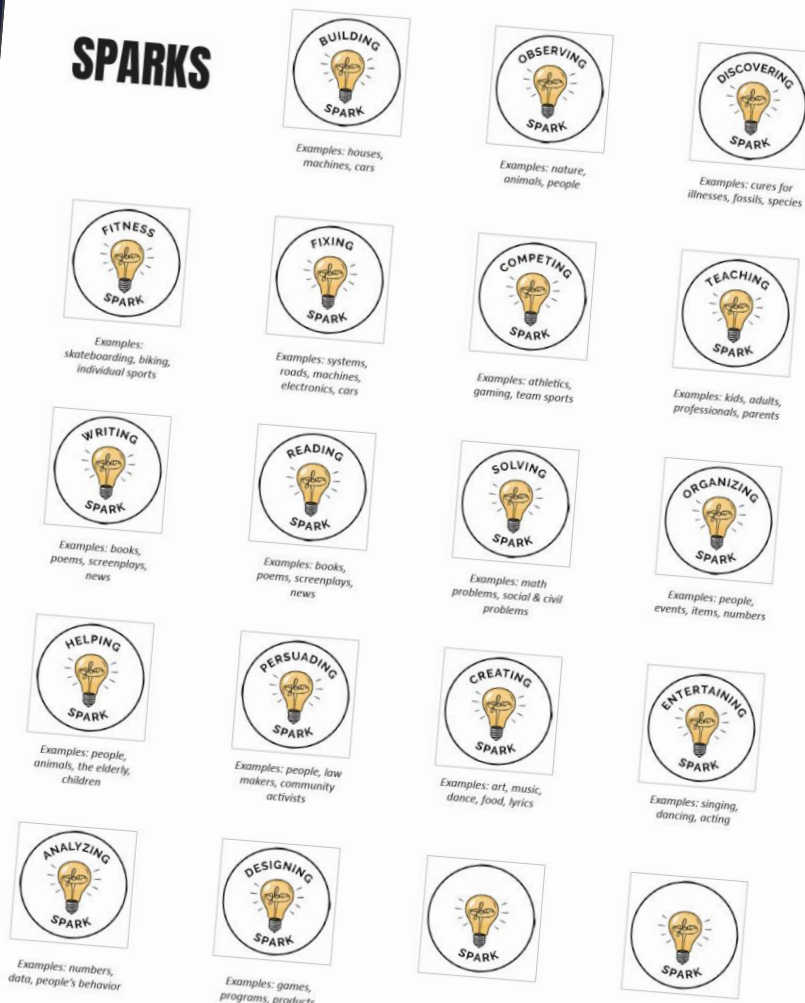 SPARKS
BUILDING
SPARK
Examples: houses,
machines, cars
OBSERVING
SPARK
Examples: nature,
animals, people
DISCOVERING
SPARK
Examples: cures for
illnesses, fossils, species
FITNESS
SPARK
Examples:
skateboarding, biking,
individual sports
FIXING
SPARK
Examples: systems,
roads, machines,
electronics, cars
COMPETING
SPARK
Examples: athletics,
gaming, team sports
TEACHING
SPARK
Examples: kids, adults,
professionals, parents
WRITING
SPARK
Examples: books,
poems, screenplays,
news
READING
SPARK
Examples: books,
poems, screenplays,
news
SOLVING
SPARK
Examples: math
problems, social & civil
problems
ORGANIZING
SPARK
Examples: people,
events, items, numbers
HELPING
SPARK
Examples: people,
animals, the elderly,
children
PERSUADING
SPARK
Examples: people, law
makers, community
activists
CREATING
SPARK
Examples: art, music,
dance, food, lyrics
ENTERTAINING
SPARK
Examples: singing,
dancing, acting
ANALYZING
SPARK
Examples: numbers,
data, people's behavior
DESIGNING
SPARK
Examples: games,
programs, products
SPARK
SPARK